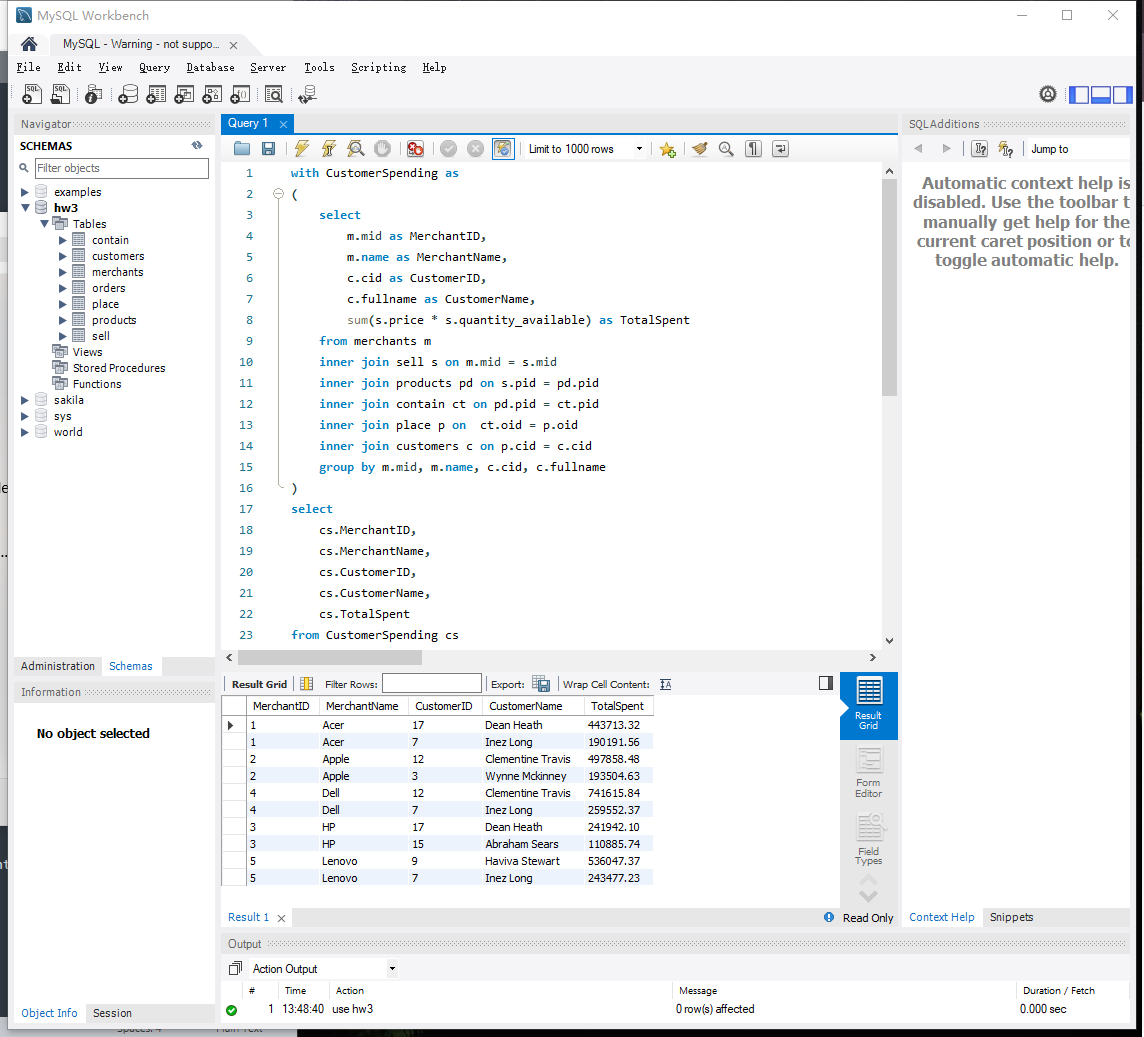 MySQL Workbench
MySQL - Warning - not suppo...
File Edit View Query Database Server Tools Scripting Help
Navigator
SCHEMAS
Filter objects
examples
hw3
Tables
contain
customers
merchants
orders
place
products
sell
Views
Stored Procedures
Functions
sakila
sys
world
Administration Schemas
Information
No object selected
Object Info Session
Query 1
Limit to 1000 rows
1 with CustomerSpending as
2 (
3 select
4 m.mid as MerchantID,
5 m.name as MerchantName,
6 c.cid as CustomerID,
7 c.fullname as CustomerName,
8 sum(s.price * s.quantity_available) as TotalSpent
9 from merchants m
10 inner join sell s on m.mid = s.mid
11 inner join products pd on s.pid = pd.pid
12 inner join contain ct on pd.pid = ct.pid
13 inner join place p on ct.oid = p.oid
14 inner join customers c on p.cid = c.cid
15 group by m.mid, m.name, c.cid, c.fullname
16 )
17 select
18 cs.MerchantID,
19 cs.MerchantName,
20 cs.CustomerID,
21 cs.CustomerName,
22 cs.TotalSpent
23 from CustomerSpending cs
Result Grid Filter Rows: Export: Wrap Cell Content:
MerchantID MerchantName CustomerID CustomerName TotalSpent
1 Acer 17 Dean Heath 443713.32
1 Acer 7 Inez Long 190191.56
2 Apple 12 Clementine Travis 497858.48
2 Apple 3 Wynne Mckinney 193504.63
4 Dell 12 Clementine Travis 741615.84
4 Dell 7 Inez Long 259552.37
3 HP 17 Dean Heath 241942.10
3 HP 15 Abraham Sears 110885.74
5 Lenovo 9 Haviva Stewart 536047.37
5 Lenovo 7 Inez Long 243477.23
Result Grid
Form Editor
Field Types
Result 1
Read Only
SQLAdditions
Jump to
Automatic context help is
disabled. Use the toolbar t
manually get help for the
current caret position or to
toggle automatic help.
Context Help Snippets
Output
Action Output
# Time Action Message Duration / Fetch
1 13:48:40 use hw3 0 row(s) affected 0.000 sec